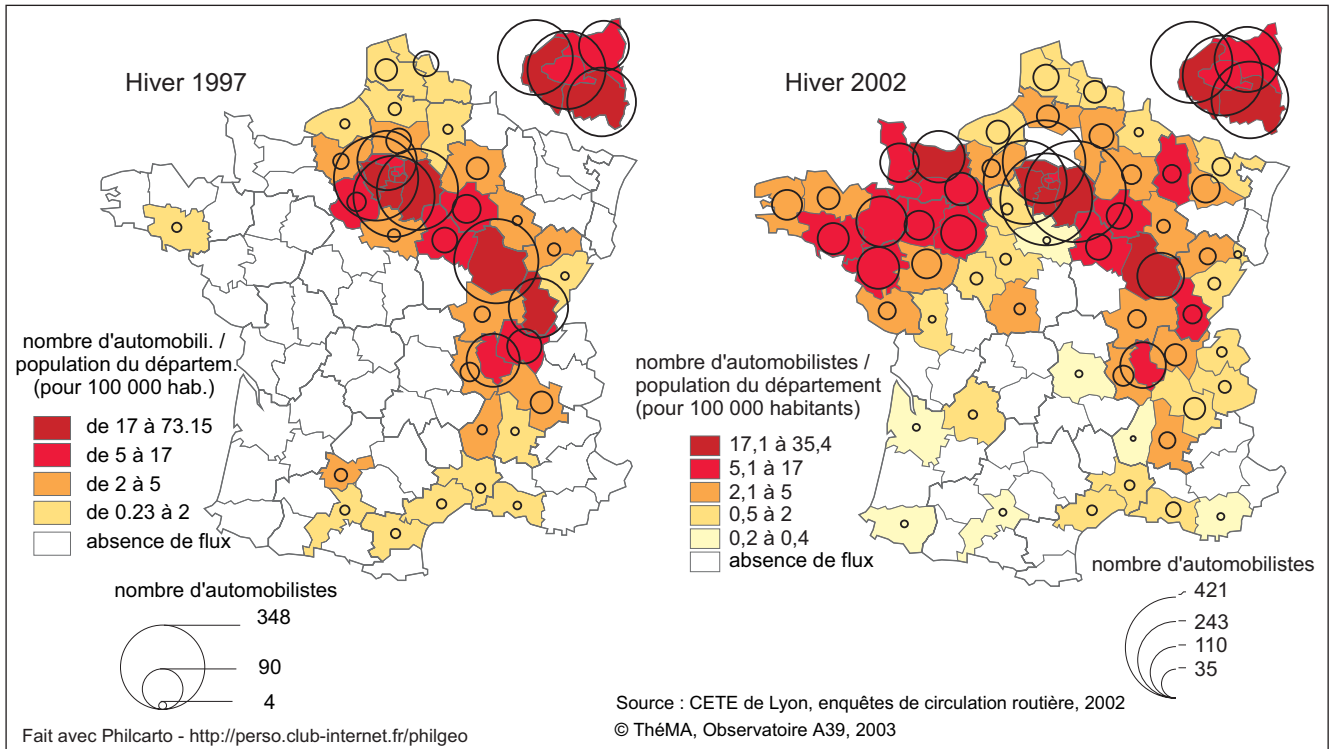 Hiver 1997
nombre d'automobili. /
population du départem.
(pour 100 000 hab.)
de 17 à 73.15
de 5 à 17
de 2 à 5
de 0.23 à 2
absence de flux
nombre d'automobilistes
348
90
4
Fait avec Philcarto - http://perso.club-internet.fr/philgeo
Hiver 2002
nombre d'automobilistes /
population du département
(pour 100 000 habitants)
17,1 à 35,4
5,1 à 17
2,1 à 5
0,5 à 2
0,2 à 0,4
absence de flux
nombre d'automobilistes
421
243
110
35
Source : CETE de Lyon, enquêtes de circulation routière, 2002
© ThéMA, Observatoire A39, 2003